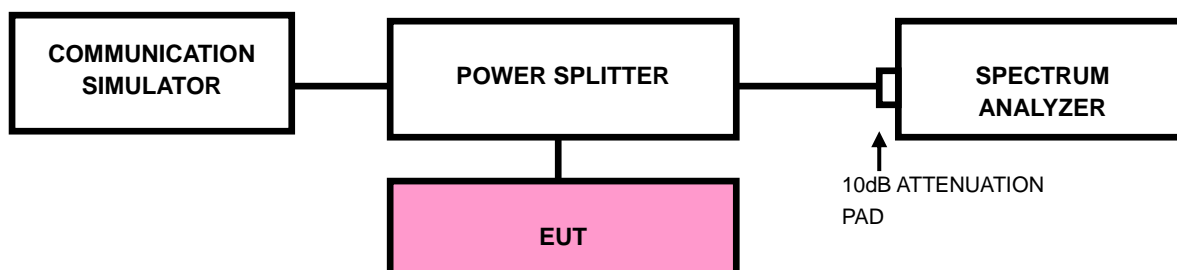 COMMUNICATION
SIMULATOR
POWER SPLITTER
SPECTRUM
ANALYZER
10dB ATTENUATION
PAD
EUT